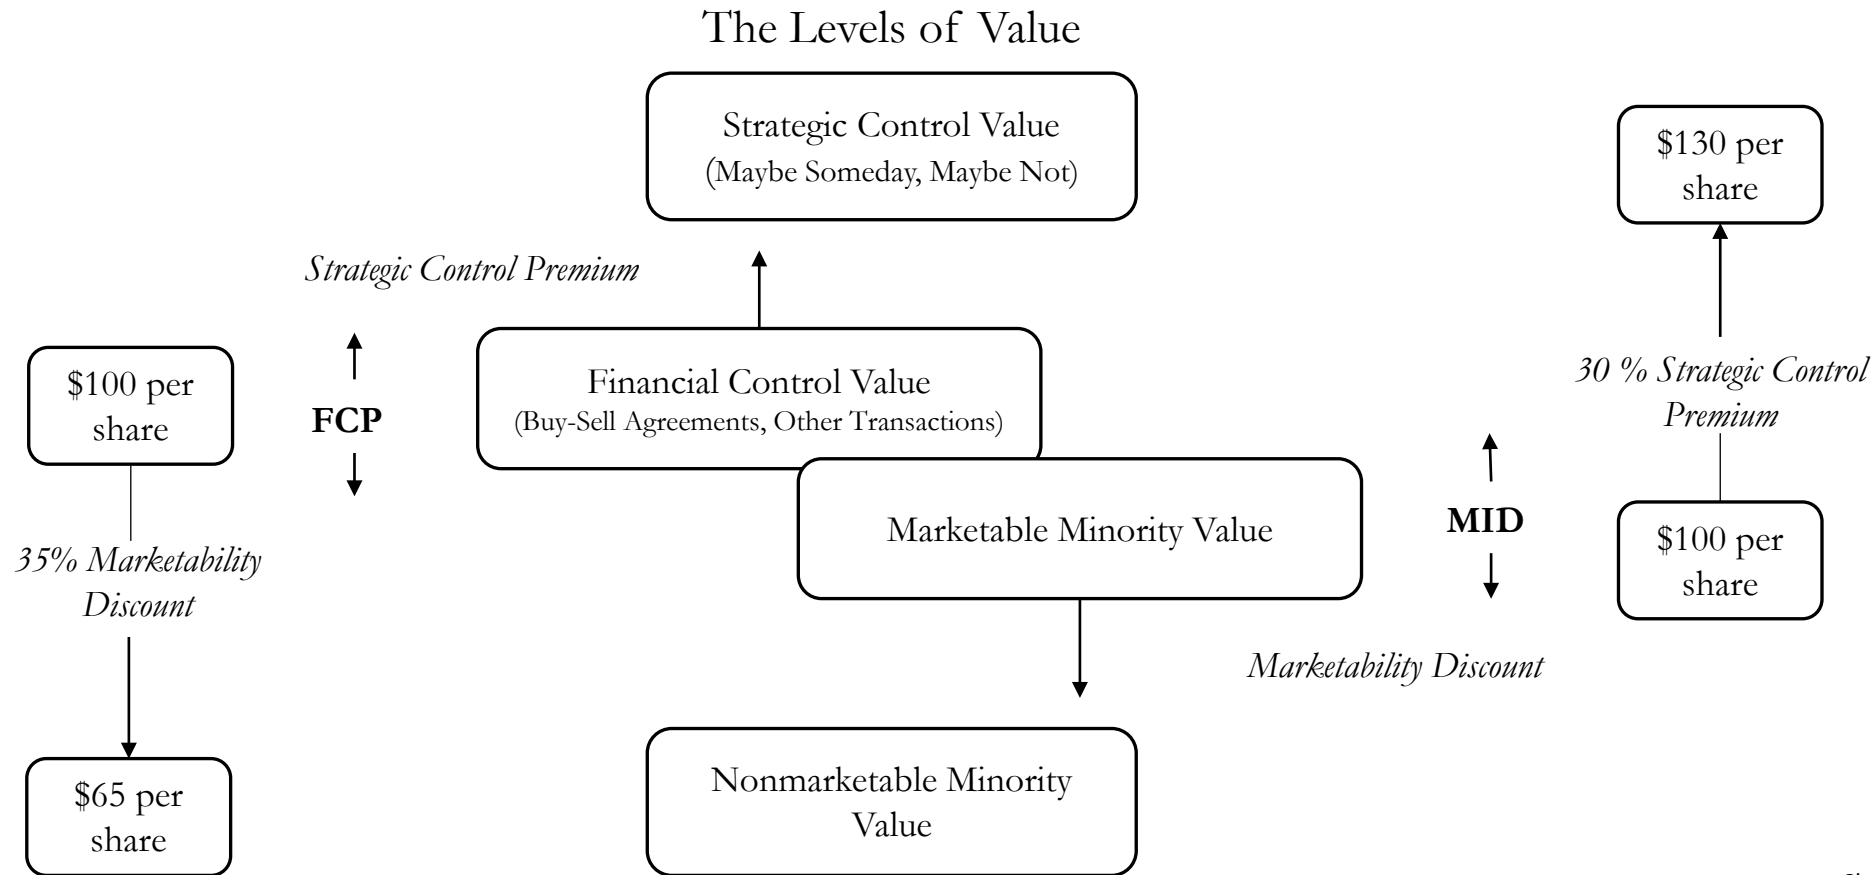 The Levels of Value
Strategic Control Value
(Maybe Someday, Maybe Not)
$130 per
share
Strategic Control Premium
$100 per
share
FCP
Financial Control Value
(Buy-Sell Agreements, Other Transactions)
30 % Strategic Control
Premium
Marketable Minority Value
MID
$100 per
share
35% Marketability
Discount
Marketability Discount
$65 per
share
Nonmarketable Minority
Value